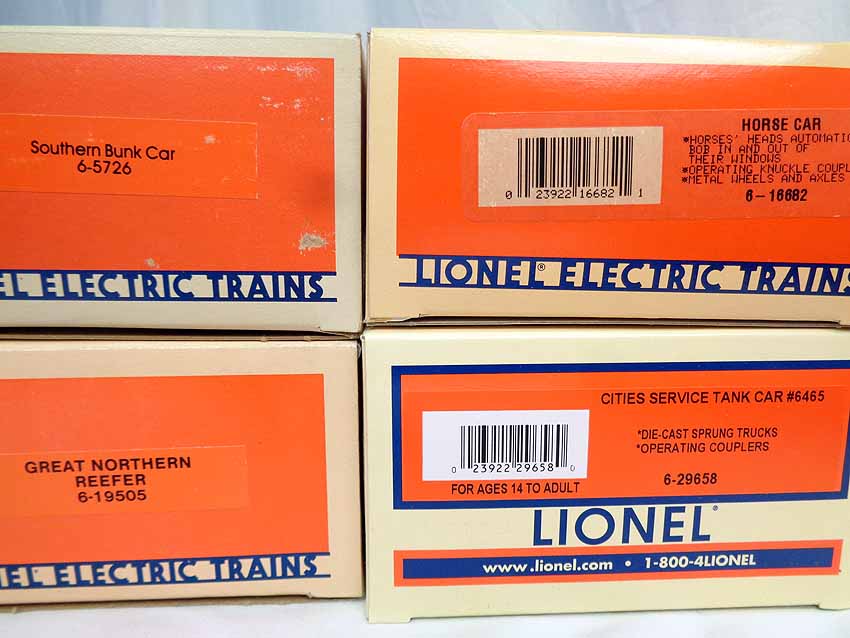 Southern Bunk Car
6-5726
EL ELECTRIC TRAINS
HORSE CAR
*HORSES' HEADS AUTOMATIC
BOB IN AND OUT OF
THEIR WINDOWS
*OPERATING KNUCKLE COUPL
*METAL WHEELS AND AXLES
6-16682
0 23922 16682 1
LIONEL® ELECTRIC TRAINS
GREAT NORTHERN
REEFER
6-19505
EL ELECTRIC TRAINS
CITIES SERVICE TANK CAR #6465
*DIE-CAST SPRUNG TRUCKS
*OPERATING COUPLERS
0 23922 29658 0
FOR AGES 14 TO ADULT
6-29658
LIONEL®
www.lionel.com • 1-800-4LIONEL